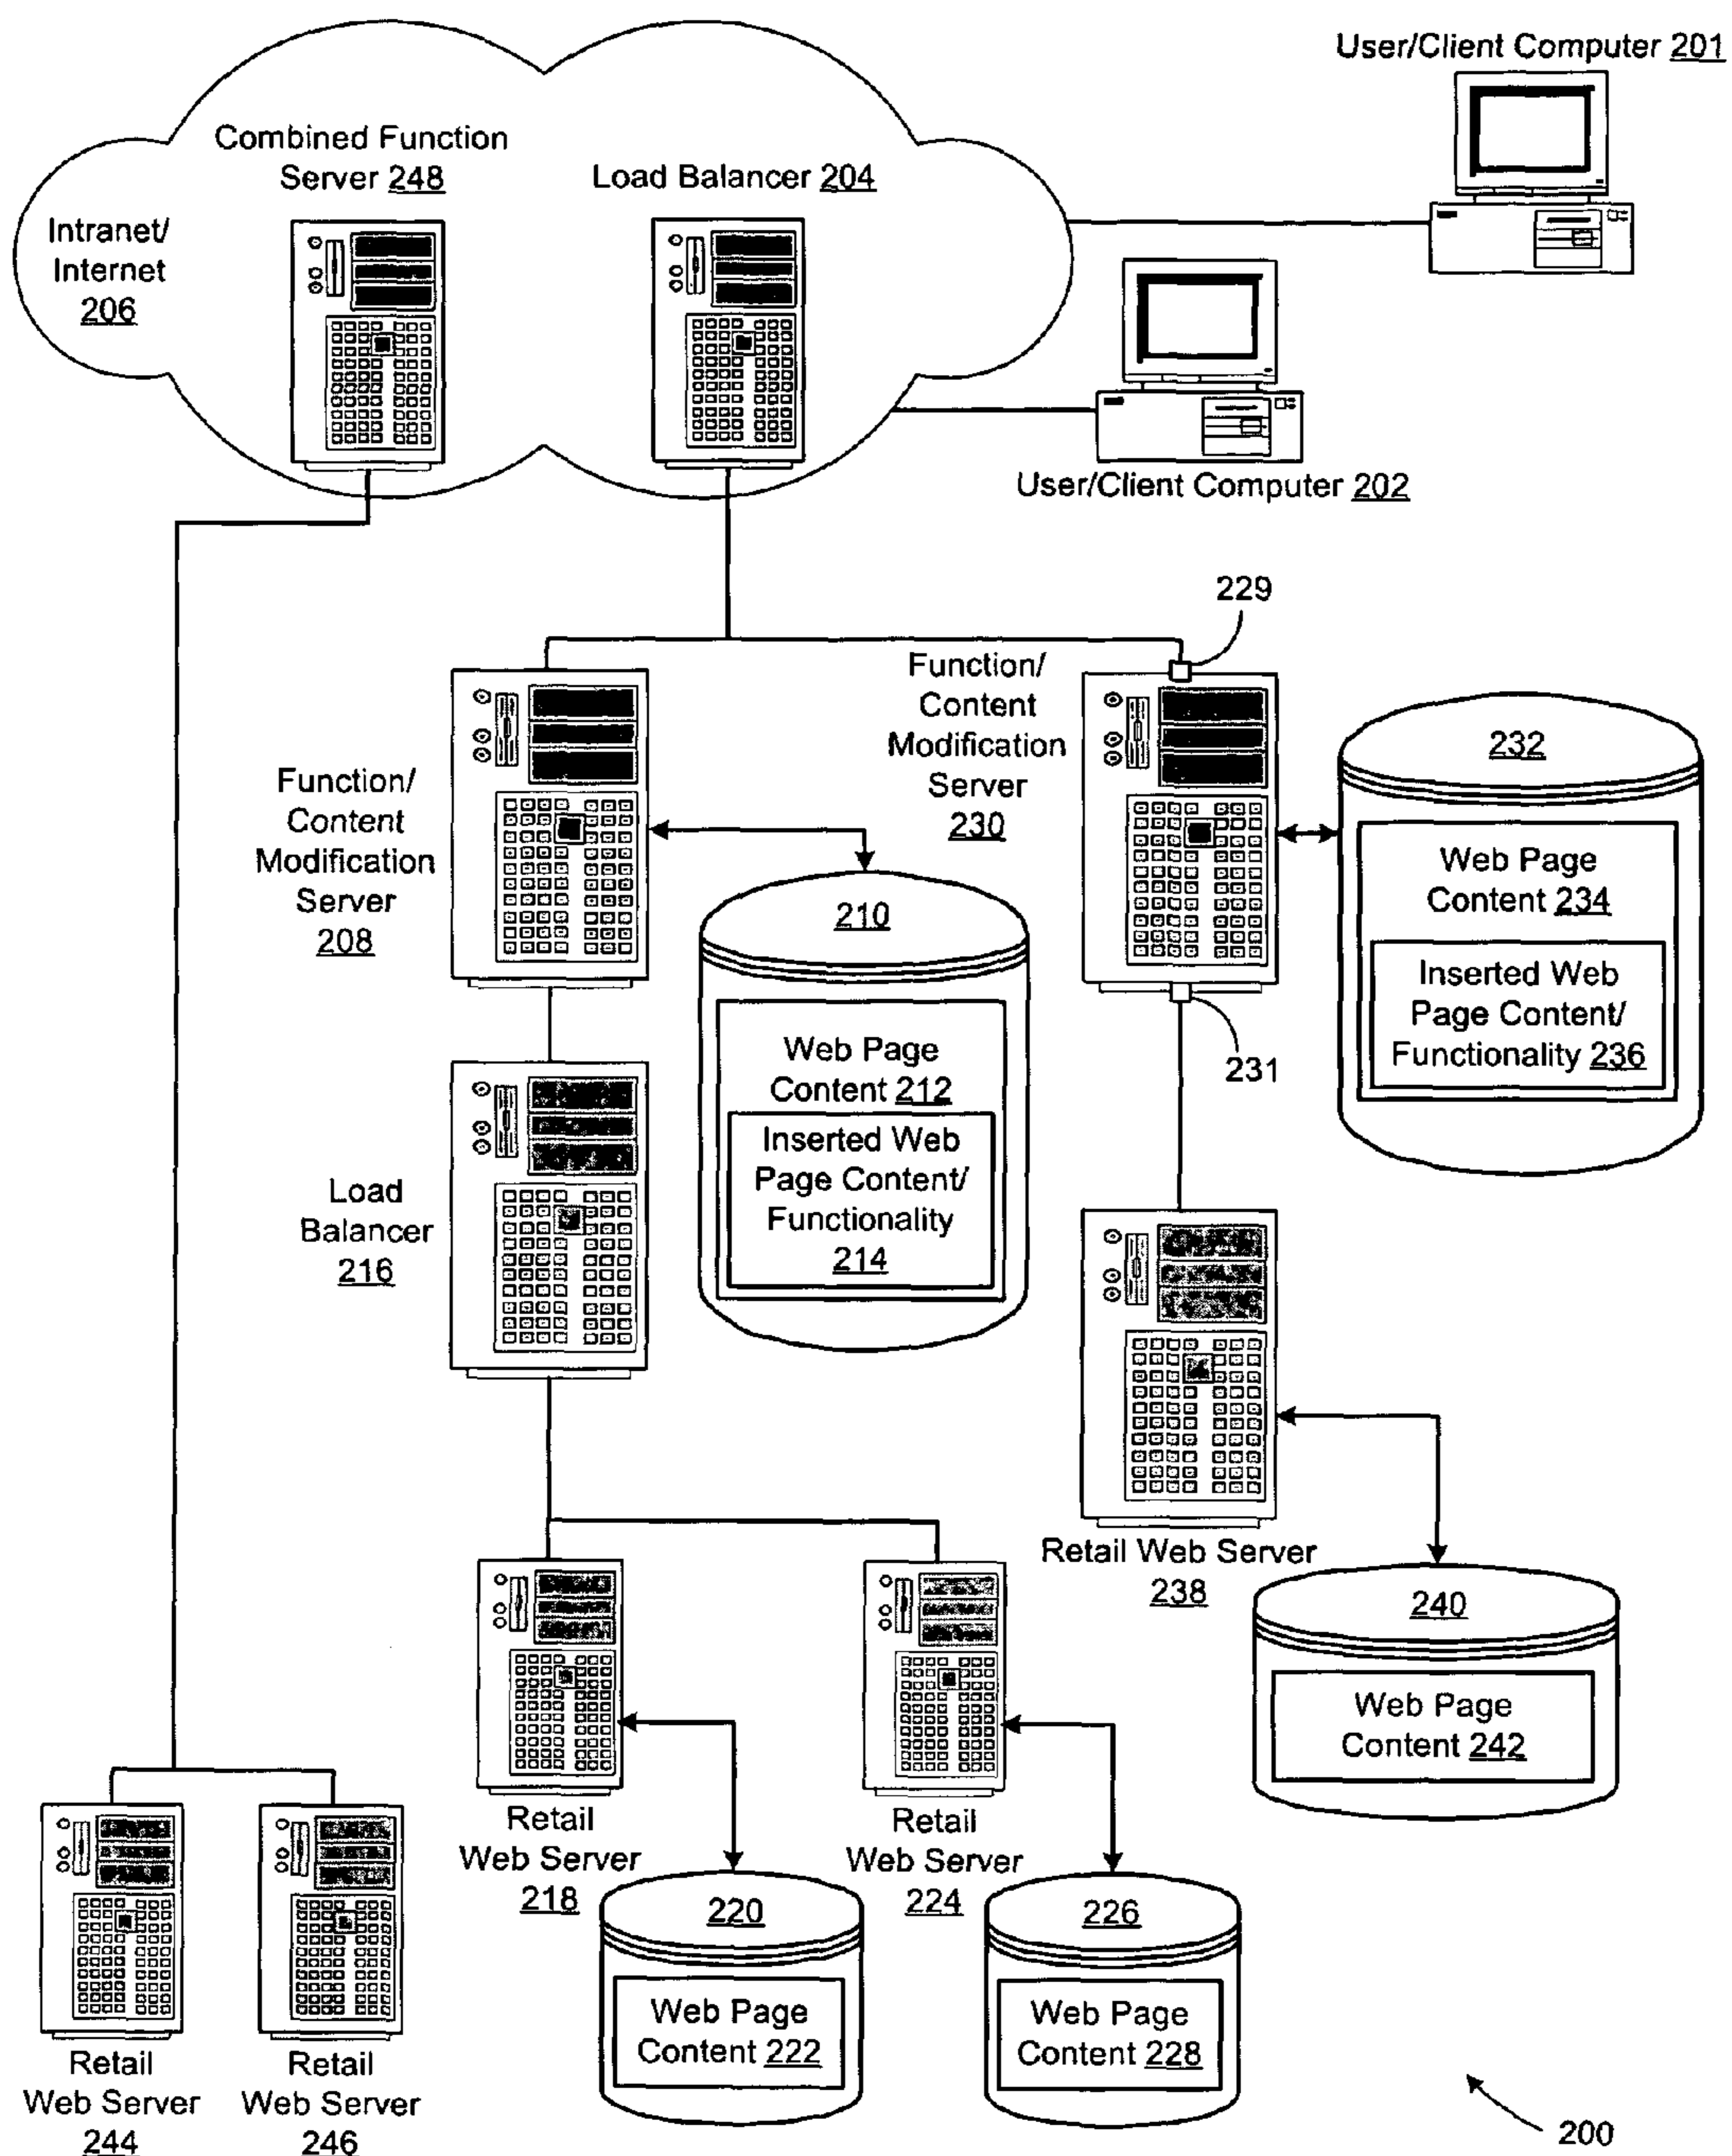 User/Client Computer 201
Combined Function
Server 248
Load Balancer 204
Intranet/
Internet
206
User/Client Computer 202
229
Function/
Content
Modification
Server
230
232
Function/
Content
Modification
Server
208
Web Page
Content 234
210
Inserted Web
Page Content/
Functionality 236
231
Web Page
Content 212
Inserted Web
Page Content/
Functionality
214
Load
Balancer
216
Retail Web Server
238
240
Web Page
Content 242
Retail
Web Server
218
Retail
Web Server
224
220
226
Web Page
Content 222
Web Page
Content 228
Retail
Web Server
244
Retail
Web Server
246
200